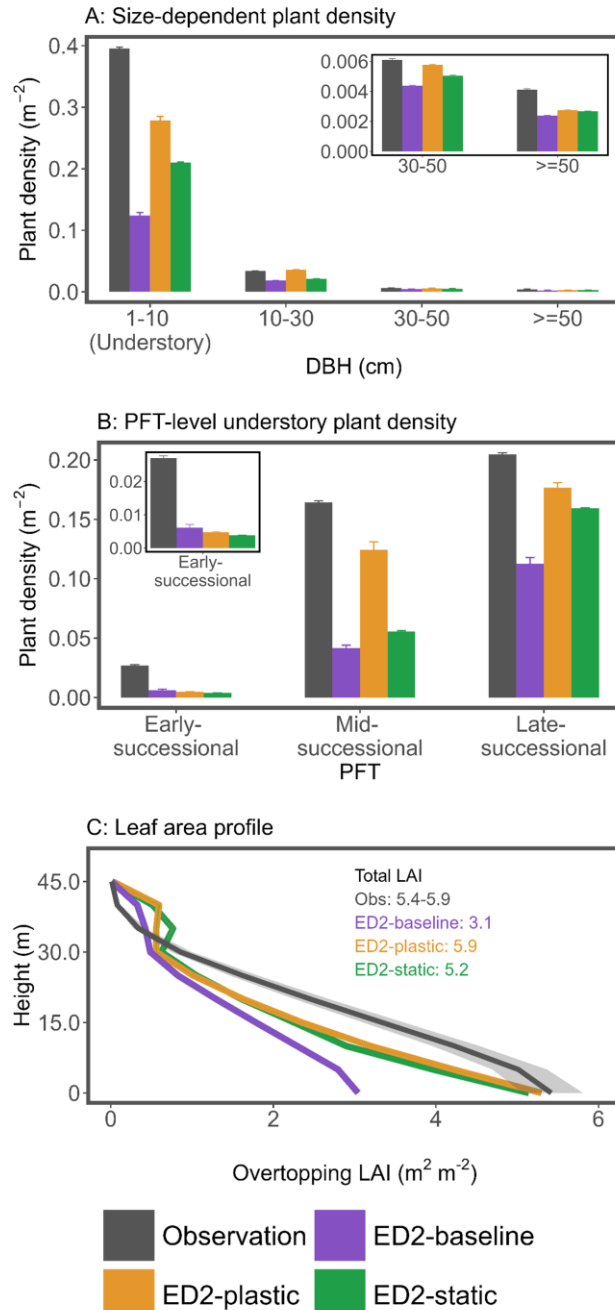 A: Size-dependent plant density
Plant density (m⁻²)
0.4
0.3
0.2
0.1
0.0
0.006
0.004
0.002
0.000
30-50
>=50
1-10
(Understory)
10-30
30-50
>=50
DBH (cm)
B: PFT-level understory plant density
Plant density (m⁻²)
0.20
0.15
0.10
0.05
0.00
0.02
0.01
0.00
Early-
successional
Early-
successional
Mid-
successional
Late-
successional
PFT
C: Leaf area profile
Height (m)
45.0
30.0
15.0
0
Total LAI
Obs: 5.4-5.9
ED2-baseline: 3.1
ED2-plastic: 5.9
ED2-static: 5.2
0
2
4
6
Overtopping LAI (m² m⁻²)
Observation
ED2-baseline
ED2-plastic
ED2-static